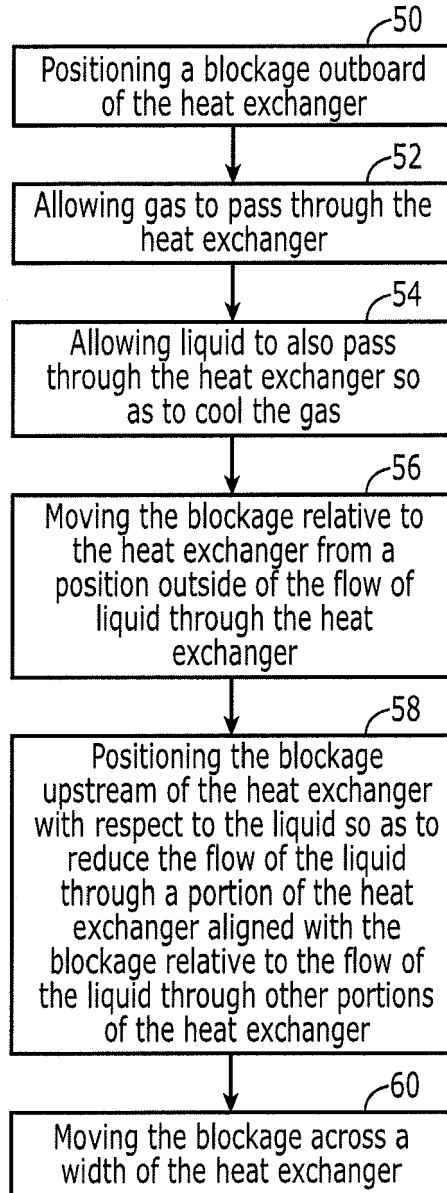 50
Positioning a blockage outboard
of the heat exchanger
52
Allowing gas to pass through the
heat exchanger
54
Allowing liquid to also pass
through the heat exchanger so
as to cool the gas
56
Moving the blockage relative to
the heat exchanger from a
position outside of the flow of
liquid through the heat
exchanger
58
Positioning the blockage
upstream of the heat exchanger
with respect to the liquid so as to
reduce the flow of the liquid
through a portion of the heat
exchanger aligned with the
blockage relative to the flow of
the liquid through other portions
of the heat exchanger
60
Moving the blockage across a
width of the heat exchanger